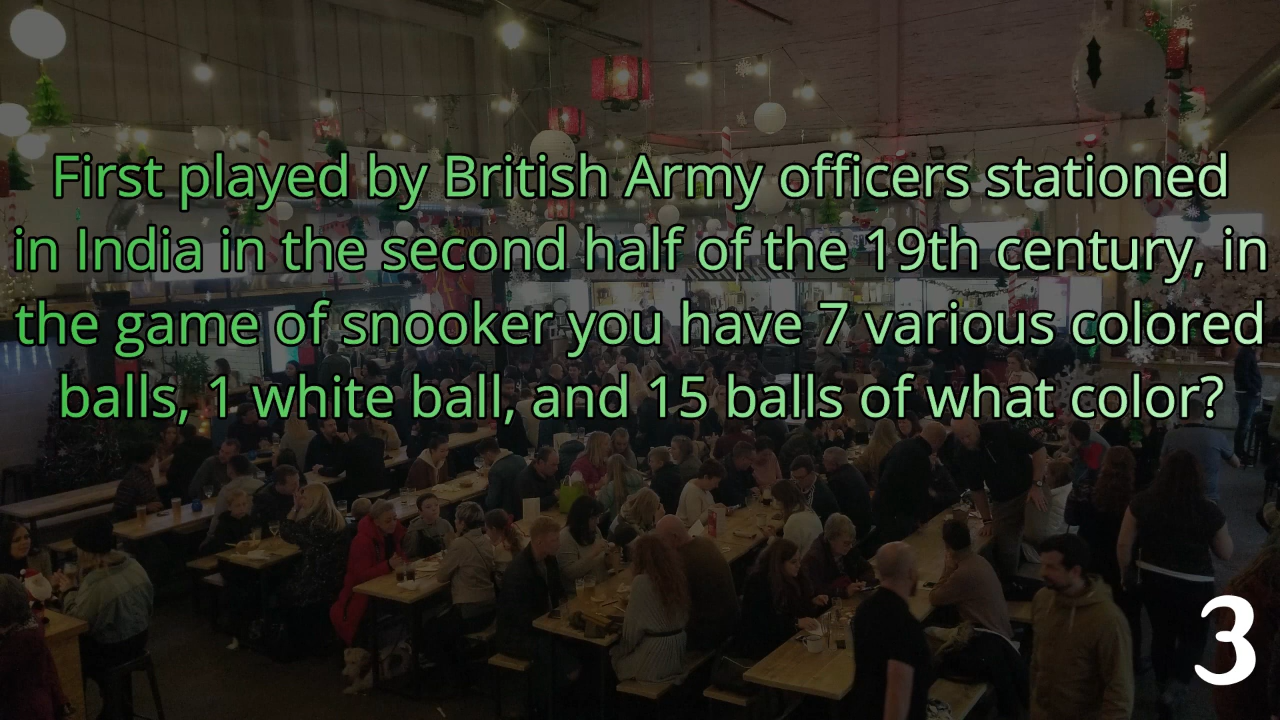 First played by British Army officers stationed
in India in the second half of the 19th century, in
the game of snooker you have 7 various colored
balls, 1 white ball, and 15 balls of what color?
3